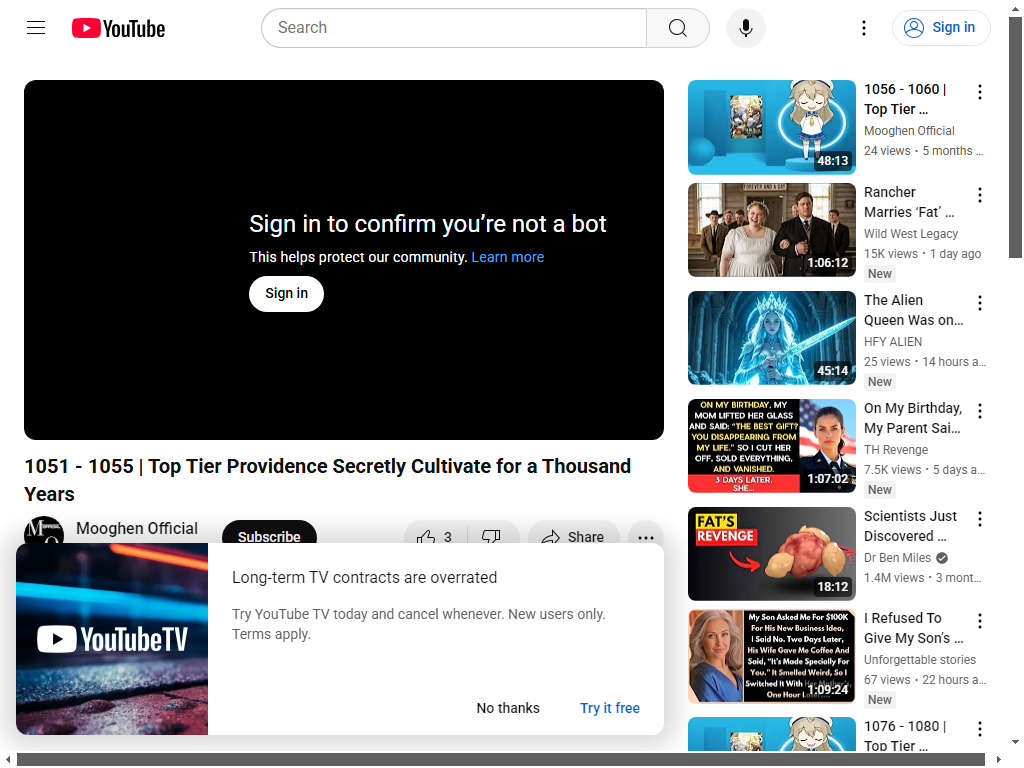 YouTube
Search
Sign in
Sign in to confirm you’re not a bot
This helps protect our community. Learn more
Sign in
1051 - 1055 | Top Tier Providence Secretly Cultivate for a Thousand
Years
Mooghen Official
Subscribe
3
Share
YouTubeTV
Long-term TV contracts are overrated
Try YouTube TV today and cancel whenever. New users only.
Terms apply.
No thanks
Try it free
48:13
1056 - 1060 |
Top Tier ...
Mooghen Official
24 views • 5 months ...
FOREVER AND A DAY
1:06:12
Rancher
Marries ‘Fat’ ...
Wild West Legacy
15K views • 1 day ago
New
45:14
The Alien
Queen Was on...
HFY ALIEN
25 views • 14 hours a...
New
ON MY BIRTHDAY, MY
MOM LIFTED HER GLASS
AND SAID: “THE BEST GIFT?
YOU DISAPPEARING FROM
MY LIFE.” SO I CUT HER
OFF, SOLD EVERYTHING,
AND VANISHED.
3 DAYS LATER,
SHE...
1:07:02
On My Birthday,
My Parent Sai...
TH Revenge
7.5K views • 5 days a...
New
FAT’S
REVENGE
18:12
Scientists Just
Discovered ...
Dr Ben Miles
1.4M views • 3 mont...
My Son Asked Me For $100K
For His New Business Idea,
I Said No. Two Days Later,
His Wife Gave Me Coffee And
Said, “It’s Made Specially For
You.” It Smelled Weird, So I
Switched It With Her Mother’s
One Hour Later....
1:09:24
I Refused To
Give My Son’s ...
Unforgettable stories
67 views • 22 hours a...
New
1076 - 1080 |
Top Tier ...